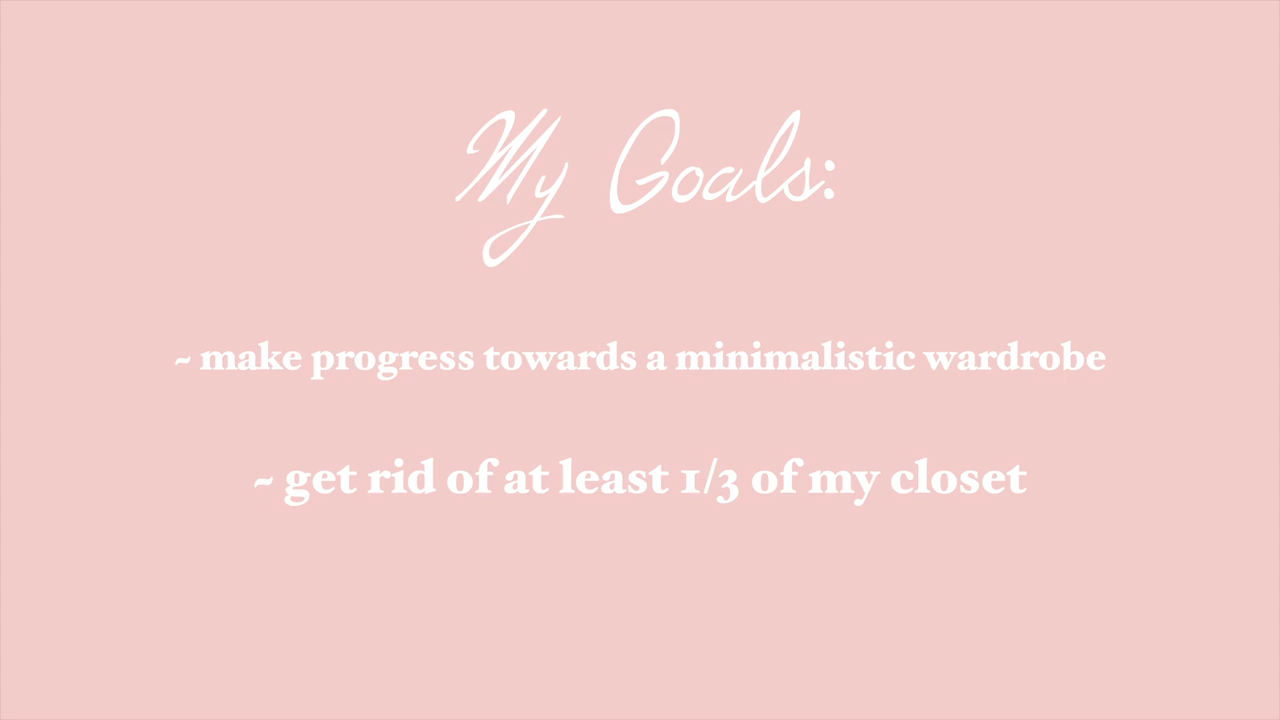 My Goals:
~ make progress towards a minimalistic wardrobe
~ get rid of at least 1/3 of my closet